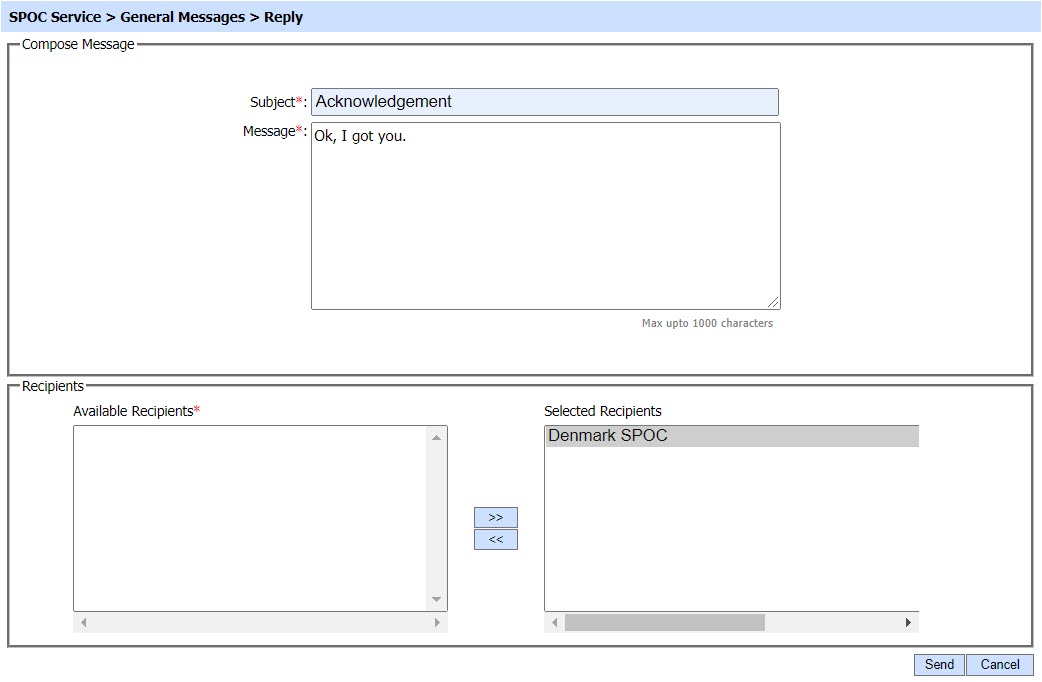 SPOC Service > General Messages > Reply
Compose Message
Subject*: Acknowledgement
Message*: Ok, I got you.
Max upto 1000 characters
Recipients
Available Recipients* Selected Recipients
Denmark SPOC
>>
<<
Send Cancel